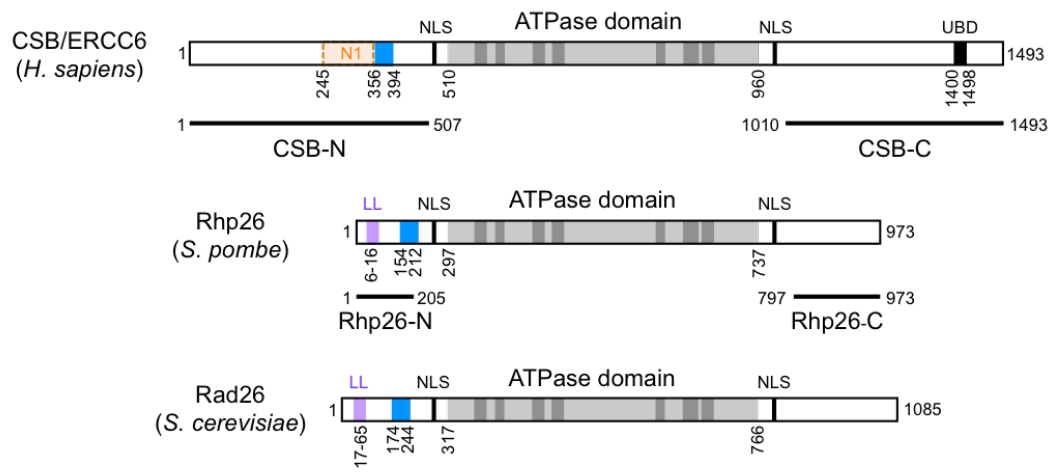 ATPase domain
NLS NLS UBD
CSB/ERCC6
(H. sapiens)
1 N1 1493
245 356 394 510 960 1400 1498
1 507 1010 1493
CSB-N CSB-C
ATPase domain
LL NLS NLS
Rhp26
(S. pombe)
1 973
6-16 154 212 297 737
1 205 797 973
Rhp26-N Rhp26-C
ATPase domain
LL NLS NLS
Rad26
(S. cerevisiae)
1 1085
17-65 174 244 317 766